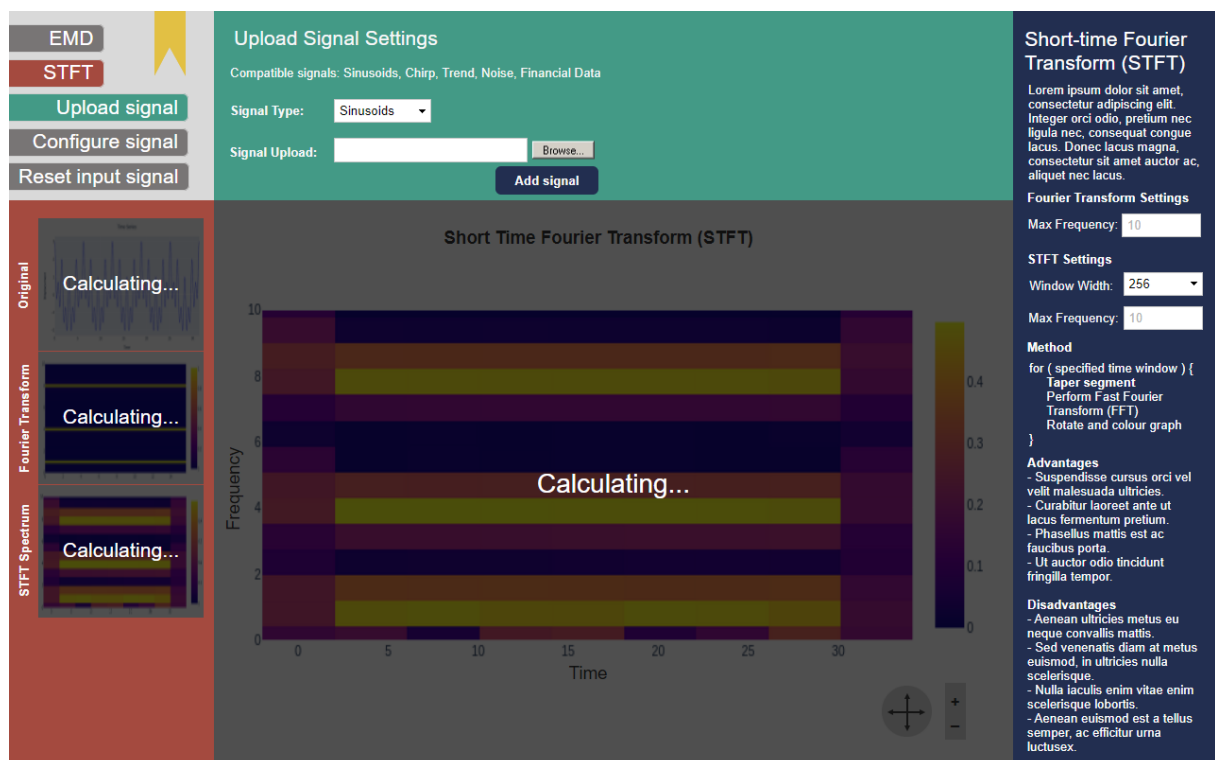 EMD
STFT
Upload signal
Configure signal
Reset input signal
Upload Signal Settings
Compatible signals: Sinusoids, Chirp, Trend, Noise, Financial Data
Signal Type: Sinusoids
Signal Upload: Browse...
Add signal
Original
Calculating...
Fourier Transform
Calculating...
STFT Spectrum
Calculating...
Short Time Fourier Transform (STFT)
Frequency
10
8
6
4
2
0
Calculating...
0 5 10 15 20 25 30
Time
0.4
0.3
0.2
0.1
0
+
−
Short-time Fourier
Transform (STFT)
Lorem ipsum dolor sit amet,
consectetur adipiscing elit.
Integer orci odio, pretium nec
ligula nec, consequat congue
lacus. Donec lacus magna,
consectetur sit amet auctor ac,
aliquet nec lacus.
Fourier Transform Settings
Max Frequency: 10
STFT Settings
Window Width: 256
Max Frequency: 10
Method
for ( specified time window ) {
Taper segment
Perform Fast Fourier
Transform (FFT)
Rotate and colour graph
}
Advantages
- Suspendisse cursus orci vel
velit malesuada ultricies.
- Curabitur laoreet ante ut
lacus fermentum pretium.
- Phasellus mattis est ac
faucibus porta.
- Ut auctor odio tincidunt
fringilla tempor.
Disadvantages
- Aenean ultricies metus eu
neque convallis mattis.
- Sed venenatis diam at metus
euismod, in ultricies nulla
scelerisque.
- Nulla iaculis enim vitae enim
scelerisque lobortis.
- Aenean euismod est a tellus
semper, ac efficitur urna
luctusex.